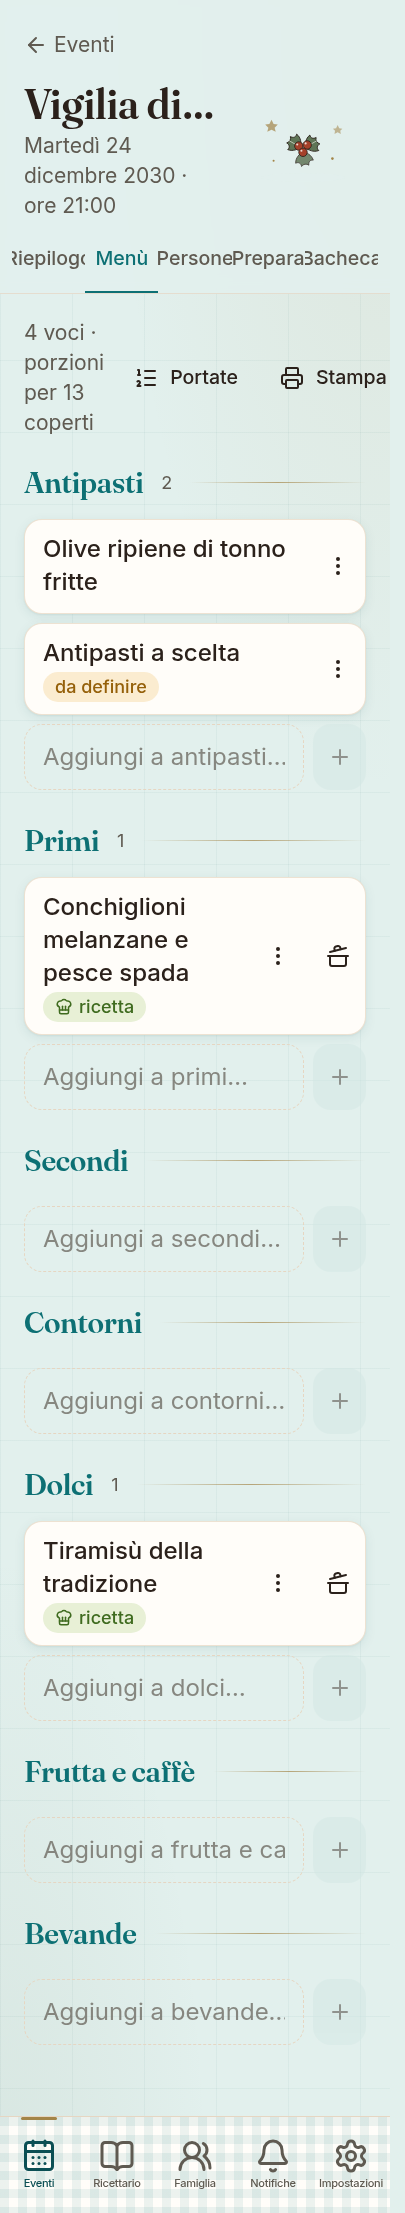 Eventi
Vigilia di...
Martedì 24
dicembre 2030 ·
ore 21:00
Riepilogo Menù Persone Prepara Bacheca
4 voci ·
porzioni
per 13
coperti
Portate
Stampa
Antipasti 2
Olive ripiene di tonno
fritte
Antipasti a scelta
da definire
Aggiungi a antipasti...
Primi 1
Conchiglioni
melanzane e
pesce spada
ricetta
Aggiungi a primi...
Secondi
Aggiungi a secondi...
Contorni
Aggiungi a contorni...
Dolci 1
Tiramisù della
tradizione
ricetta
Aggiungi a dolci...
Frutta e caffè
Aggiungi a frutta e ca
Bevande
Aggiungi a bevande...
Eventi Ricettario Famiglia Notifiche Impostazioni